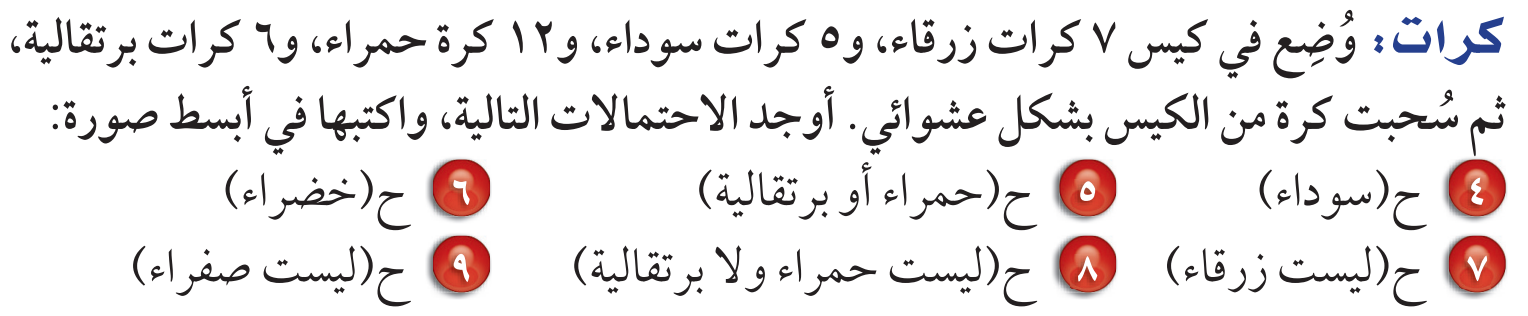 كرات: وُضِع في كيس ٧ كرات زرقاء، و٥ كرات سوداء، و١٢ كرة حمراء، و٦ كرات برتقالية،
ثم سُحبت كرة من الكيس بشكل عشوائي. أوجد الاحتمالات التالية، واكتبها في أبسط صورة:
٤ ح(سوداء) ٥ ح(حمراء أو برتقالية) ٦ ح(خضراء)
٧ ح(ليست زرقاء) ٨ ح(ليست حمراء ولا برتقالية) ٩ ح(ليست صفراء)